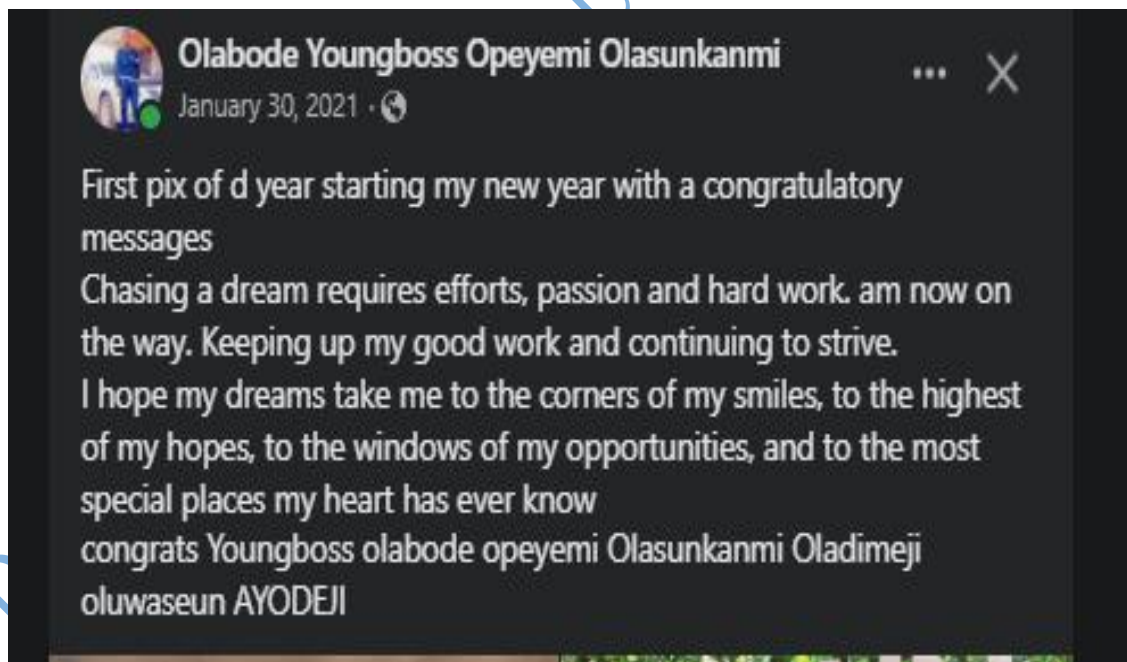 Olabode Youngboss Opeyemi Olasunkanmi
January 30, 2021 ·
First pix of d year starting my new year with a congratulatory
messages
Chasing a dream requires efforts, passion and hard work. am now on
the way. Keeping up my good work and continuing to strive.
I hope my dreams take me to the corners of my smiles, to the highest
of my hopes, to the windows of my opportunities, and to the most
special places my heart has ever know
congrats Youngboss olabode opeyemi Olasunkanmi Oladimeji
oluwaseun AYODEJI